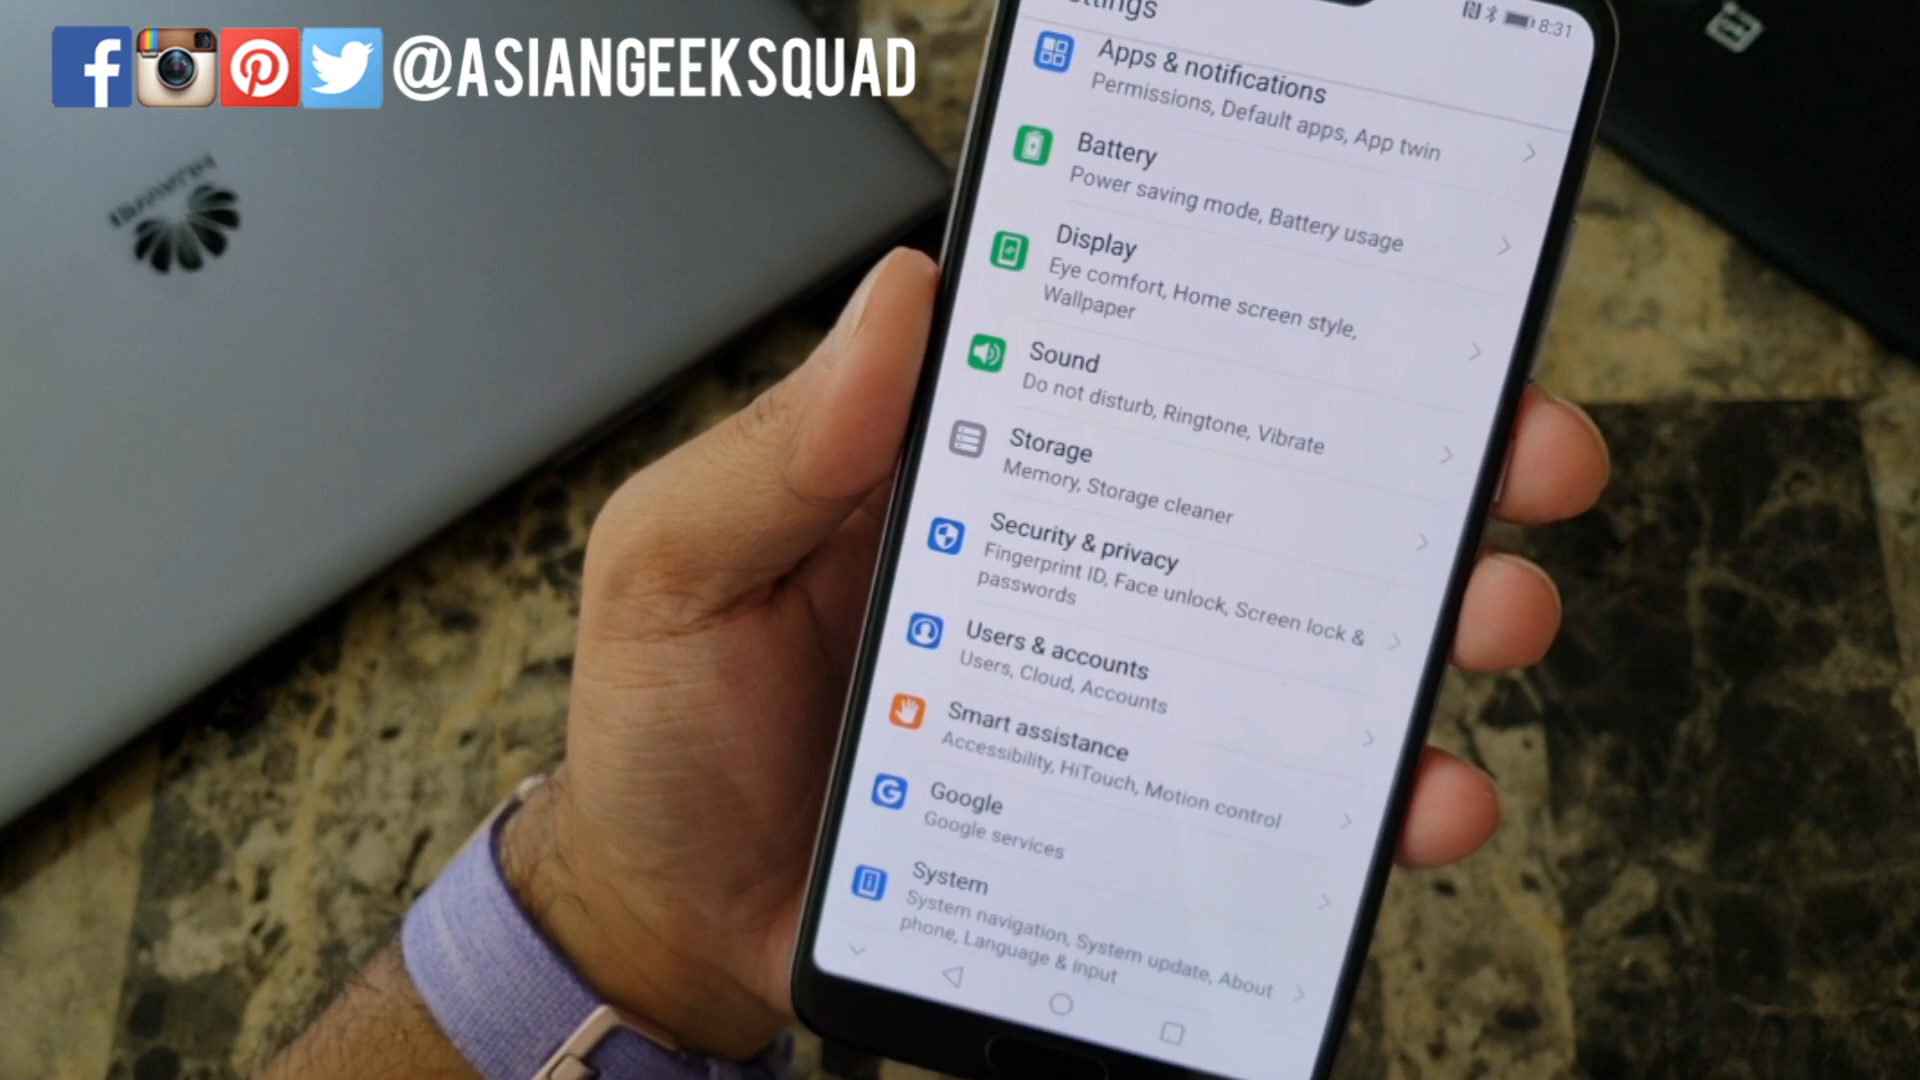 @ASIANGEEKSQUAD
HUAWEI
8:31
Apps & notifications
Permissions, Default apps, App twin
Battery
Power saving mode, Battery usage
Display
Eye comfort, Home screen style,
Wallpaper
Sound
Do not disturb, Ringtone, Vibrate
Storage
Memory, Storage cleaner
Security & privacy
Fingerprint ID, Face unlock, Screen lock &
passwords
Users & accounts
Users, Cloud, Accounts
Smart assistance
Accessibility, HiTouch, Motion control
Google
Google services
System
System navigation, System update, About
phone, Language & input